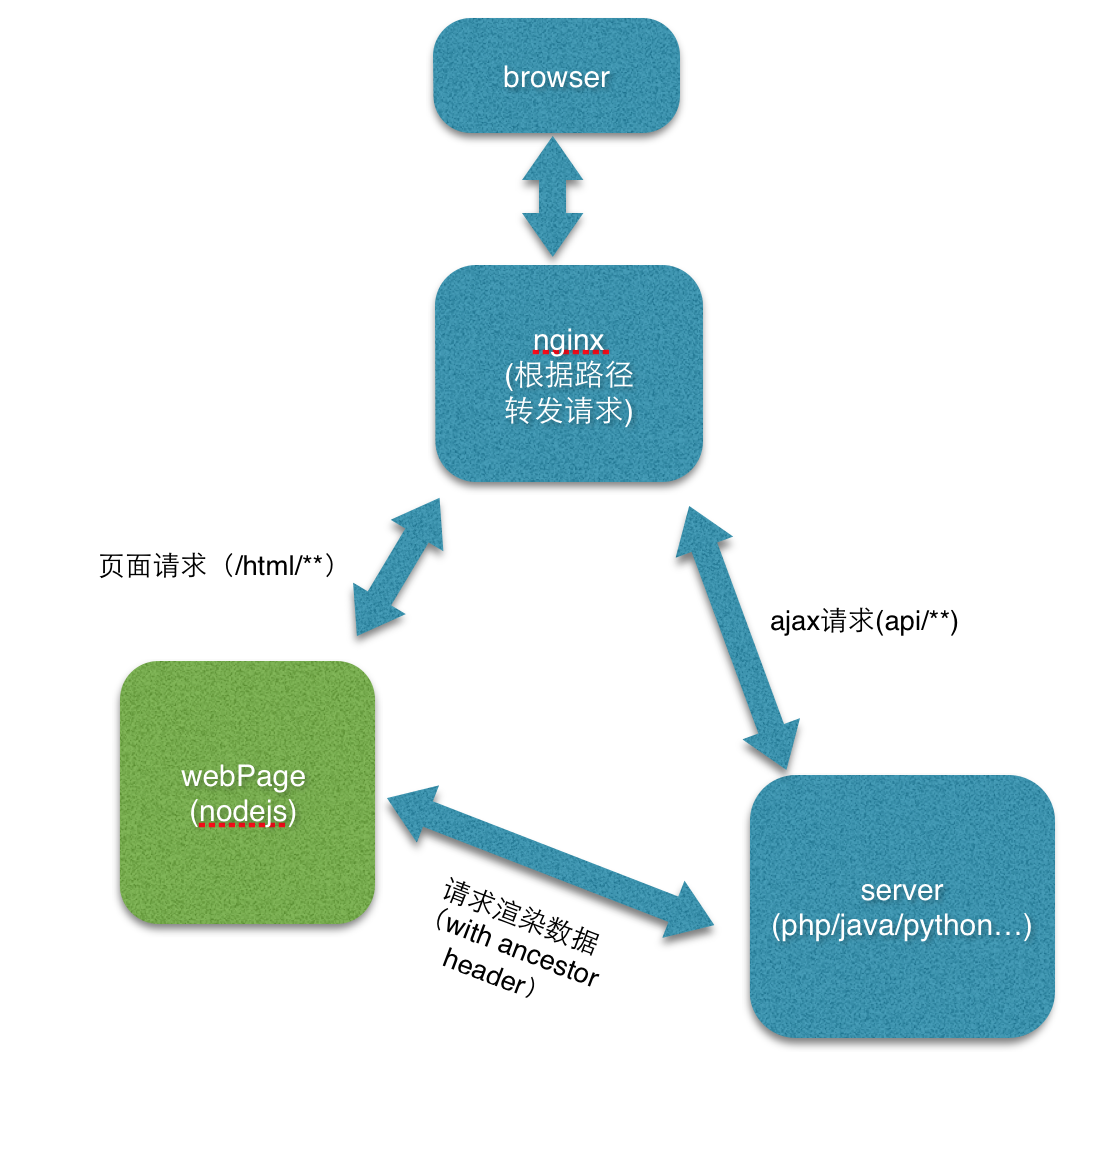 browser
nginx
(根据路径
转发请求)
页面请求（/html/**）
ajax请求(api/**)
webPage
(nodejs)
请求渲染数据
（with ancestor
header）
server
(php/java/python…)